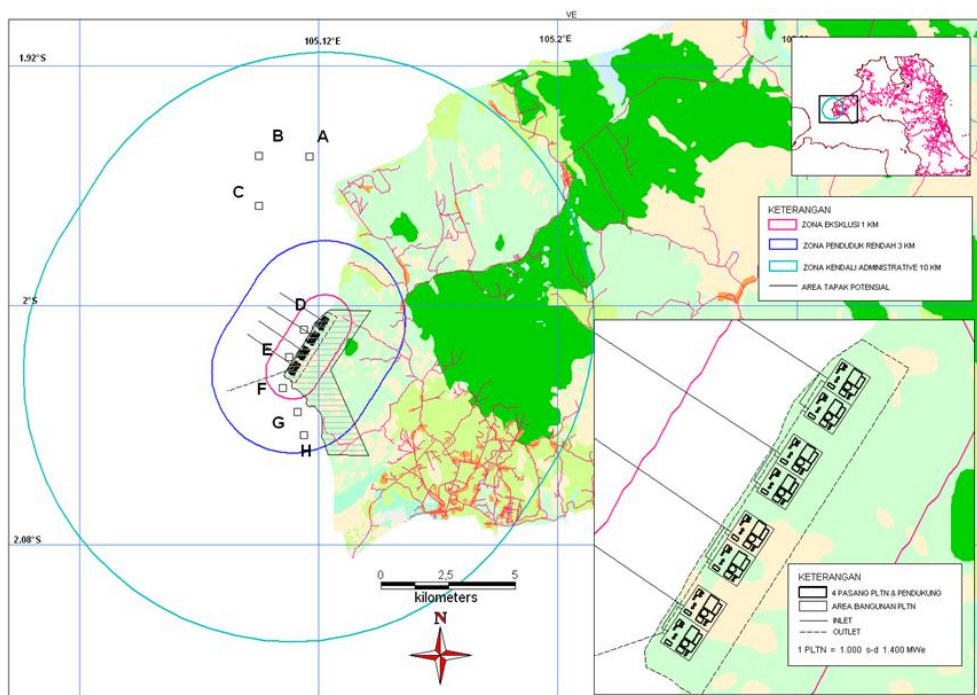 VE
105.12°E
105.2°E
1.92°S
B
A
C
KETERANGAN
ZONA EKSKLUSI 1 KM
ZONA PENDUDUK RENDAH 3 KM
ZONA KENDALI ADMINISTRATIVE 10 KM
AREA TAPAK POTENSIAL
2°S
D
E
F
G
H
2.08°S
0
2,5
5
kilometers
N
KETERANGAN
4 PASANG PLTN & PENDUKUNG
AREA BANGUNAN PLTN
INLET
OUTLET
1 PLTN = 1.000 s-d 1.400 MWe